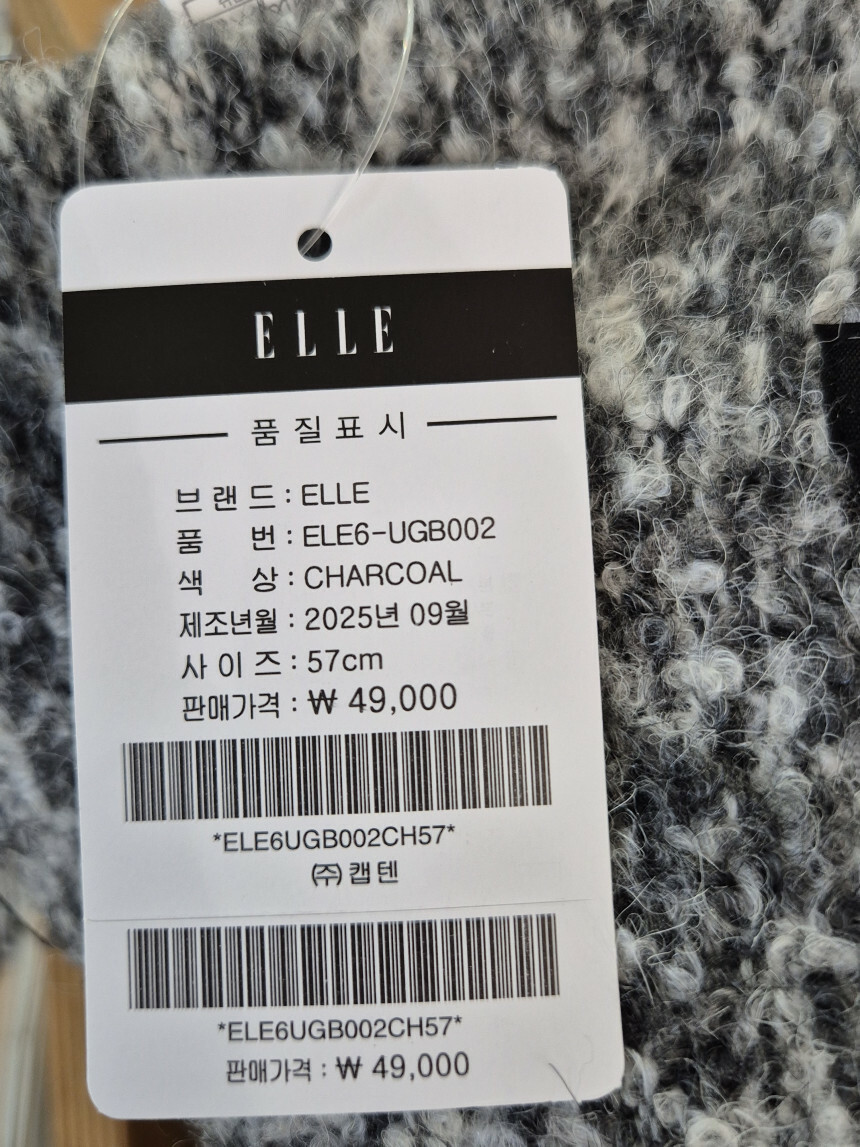 ELLE
품질표시
브랜드 : ELLE
품 번 : ELE6-UGB002
색 상 : CHARCOAL
제조년월 : 2025년 09월
사이즈 : 57cm
판매가격 : ₩ 49,000
*ELE6UGB002CH57*
㈜캡텐
*ELE6UGB002CH57*
판매가격 : ₩ 49,000